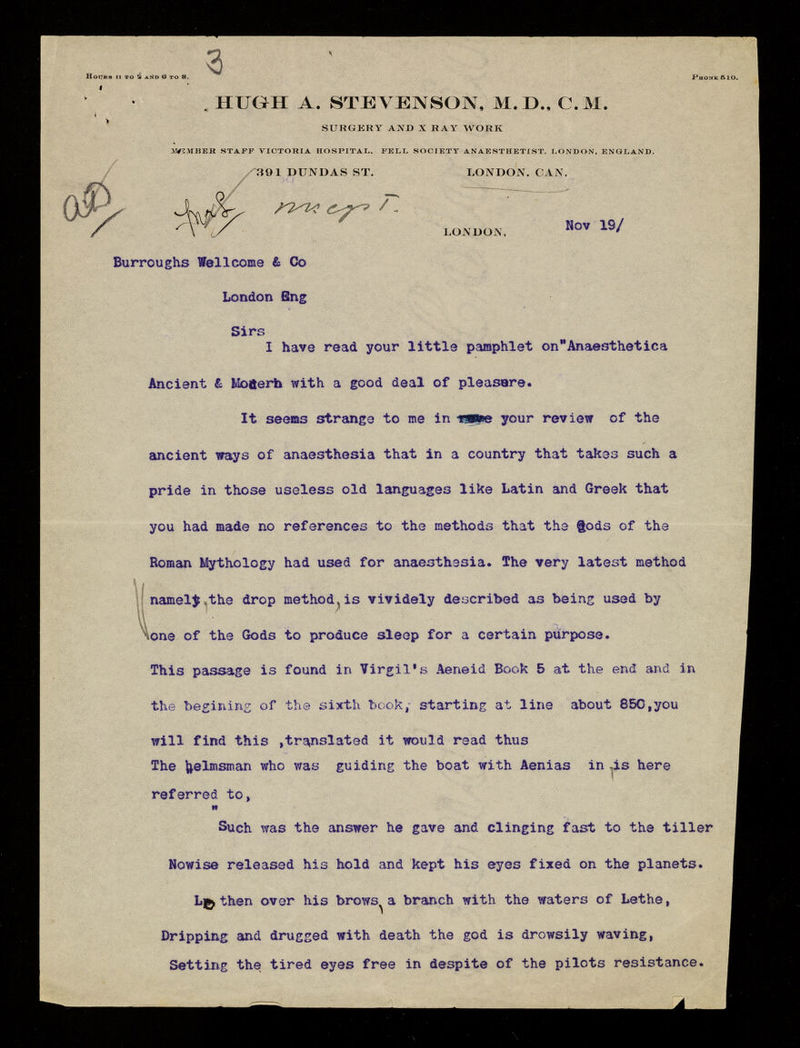 3
Hours 11 to 2 and 6 to 8.
Phone 510.
HUGH A. STEVENSON, M.D., C.M.
SURGERY AND X RAY WORK
MEMBER STAFF VICTORIA HOSPITAL. FELL SOCIETY ANAESTHETIST. LONDON, ENGLAND.
391 DUNDAS ST. LONDON, CAN.
LONDON, Nov 19/
Burroughs Wellcome & Co
London Eng
Sirs
I have read your little pamphlet on"Anaesthetica
Ancient & Moderh with a good deal of pleasure.
It seems strange to me in your review of the
ancient ways of anaesthesia that in a country that takes such a
pride in those useless old languages like Latin and Greek that
you had made no references to the methods that the gods of the
Roman Mythology had used for anaesthesia. The very latest method
namely,the drop method,is vividely described as being used by
one of the Gods to produce sleep for a certain purpose.
This passage is found in Virgil's Aeneid Book 5 at the end and in
the begining of the sixth book, starting at line about 850,you
will find this ,translated it would read thus
The helmsman who was guiding the boat with Aenias in ,is here
referred to,
"
Such was the answer he gave and clinging fast to the tiller
Nowise released his hold and kept his eyes fixed on the planets.
Lo then over his brows, a branch with the waters of Lethe,
Dripping and drugged with death the god is drowsily waving,
Setting the tired eyes free in despite of the pilots resistance.